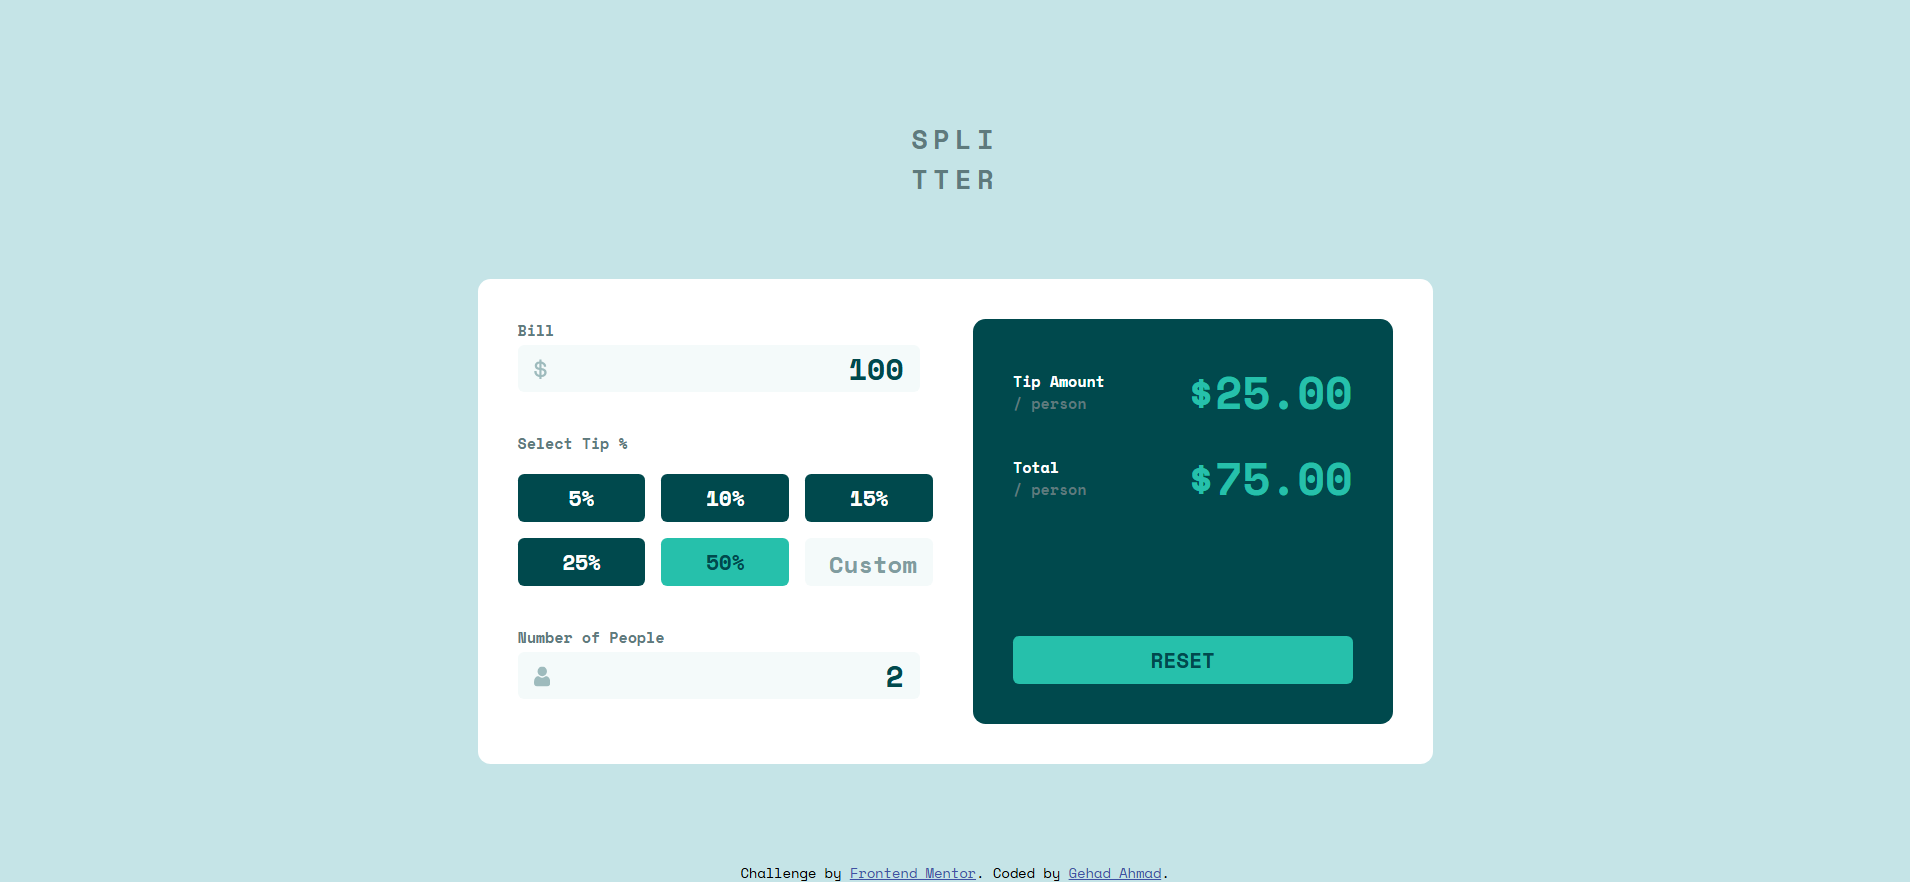 SPLI
TTER
Bill
$
100
Select Tip %
5%
10%
15%
25%
50%
Custom
Number of People
2
Tip Amount
/ person
$25.00
Total
/ person
$75.00
RESET
Challenge by Frontend Mentor. Coded by Gehad Ahmad.